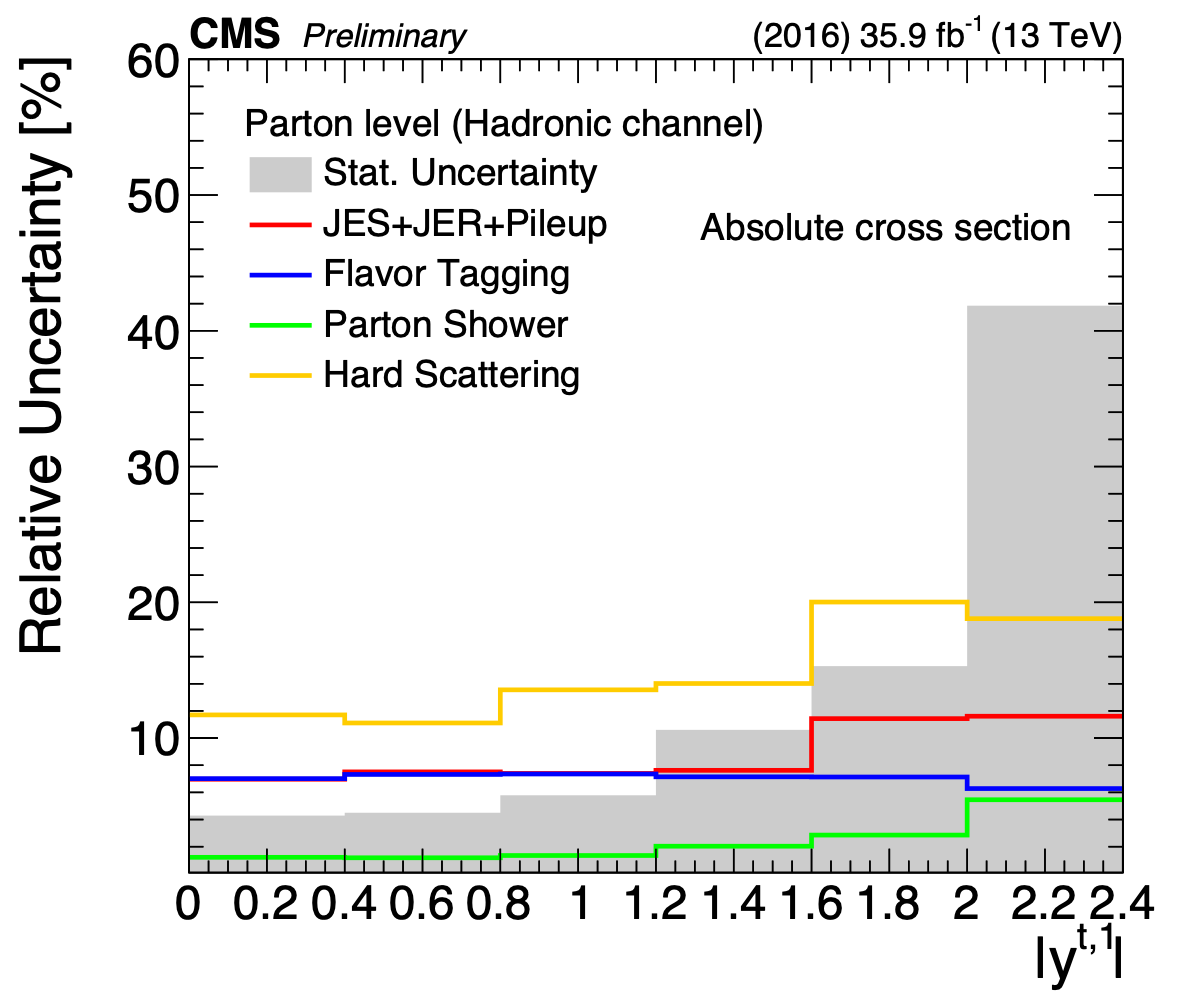 CMS Preliminary (2016) 35.9 fb⁻¹ (13 TeV)
Relative Uncertainty [%]
60
50
40
30
20
10
Parton level (Hadronic channel)
Stat. Uncertainty
JES+JER+Pileup
Flavor Tagging
Parton Shower
Hard Scattering
Absolute cross section
0 0.2 0.4 0.6 0.8 1 1.2 1.4 1.6 1.8 2 2.2 2.4
|y^{t,1}|